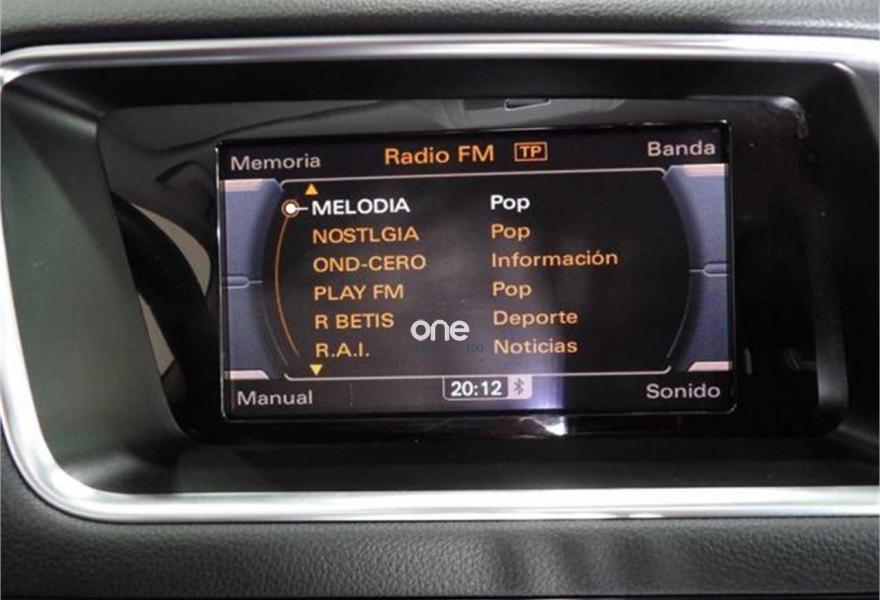 Memoria Radio FM TP Banda
MELODIA Pop
NOSTLGIA Pop
OND-CERO Información
PLAY FM Pop
R BETIS Deporte
R.A.I. Noticias
one
Manual 20:12 Sonido